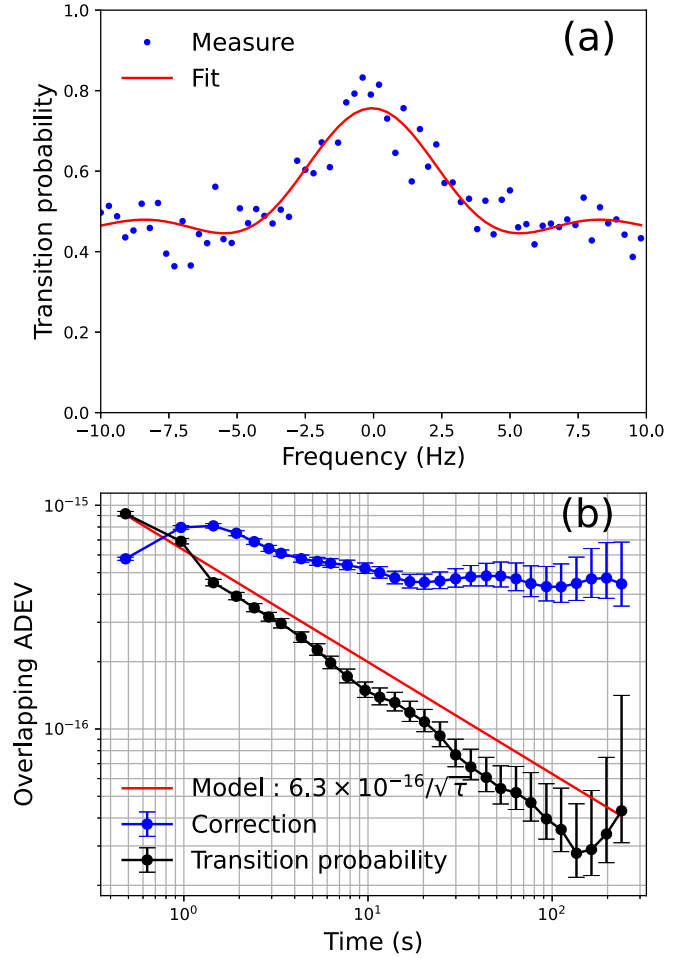 (a)
Measure
Fit
Transition probability
1.0
0.8
0.6
0.4
0.2
0.0
−10.0 −7.5 −5.0 −2.5 0.0 2.5 5.0 7.5 10.0
Frequency (Hz)
(b)
Overlapping ADEV
10⁻¹⁵
10⁻¹⁶
Model : 6.3 × 10⁻¹⁶/√τ
Correction
Transition probability
10⁰ 10¹ 10²
Time (s)